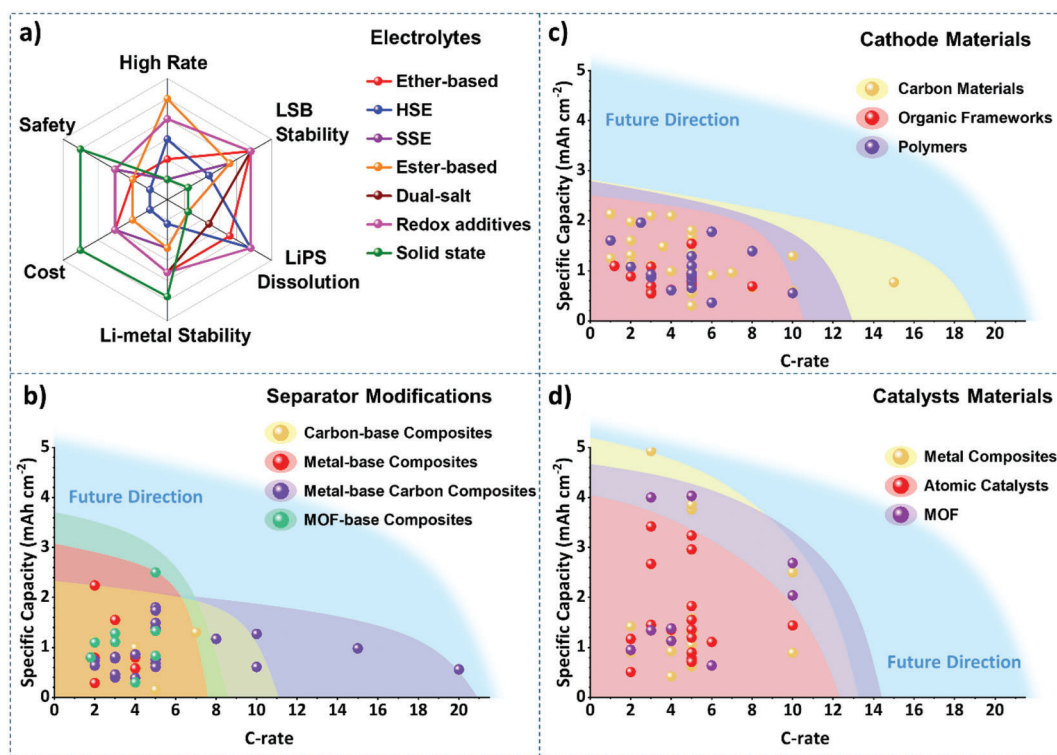 a)
Electrolytes
High Rate
LSB
Stability
LiPS
Dissolution
Li-metal Stability
Cost
Safety
Ether-based
HSE
SSE
Ester-based
Dual-salt
Redox additives
Solid state
c)
Cathode Materials
Carbon Materials
Organic Frameworks
Polymers
Future Direction
Specific Capacity (mAh cm⁻²)
5
4
3
2
1
0
0 2 4 6 8 10 12 14 16 18 20
C-rate
b)
Separator Modifications
Carbon-base Composites
Metal-base Composites
Metal-base Carbon Composites
MOF-base Composites
Future Direction
Specific Capacity (mAh cm⁻²)
5
4
3
2
1
0
0 2 4 6 8 10 12 14 16 18 20
C-rate
d)
Catalysts Materials
Metal Composites
Atomic Catalysts
MOF
Future Direction
Specific Capacity (mAh cm⁻²)
5
4
3
2
1
0
0 2 4 6 8 10 12 14 16 18 20
C-rate